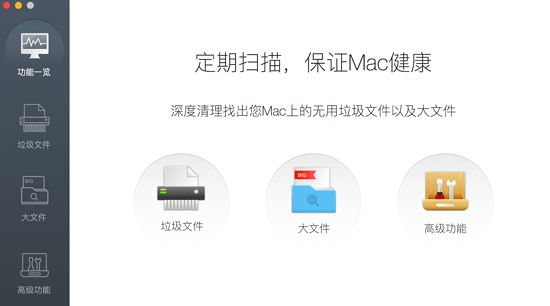 功能一览
垃圾文件
BIG
大文件
高级功能
定期扫描，保证Mac健康
深度清理找出您Mac上的无用垃圾文件以及大文件
垃圾文件
BIG
大文件
高级功能